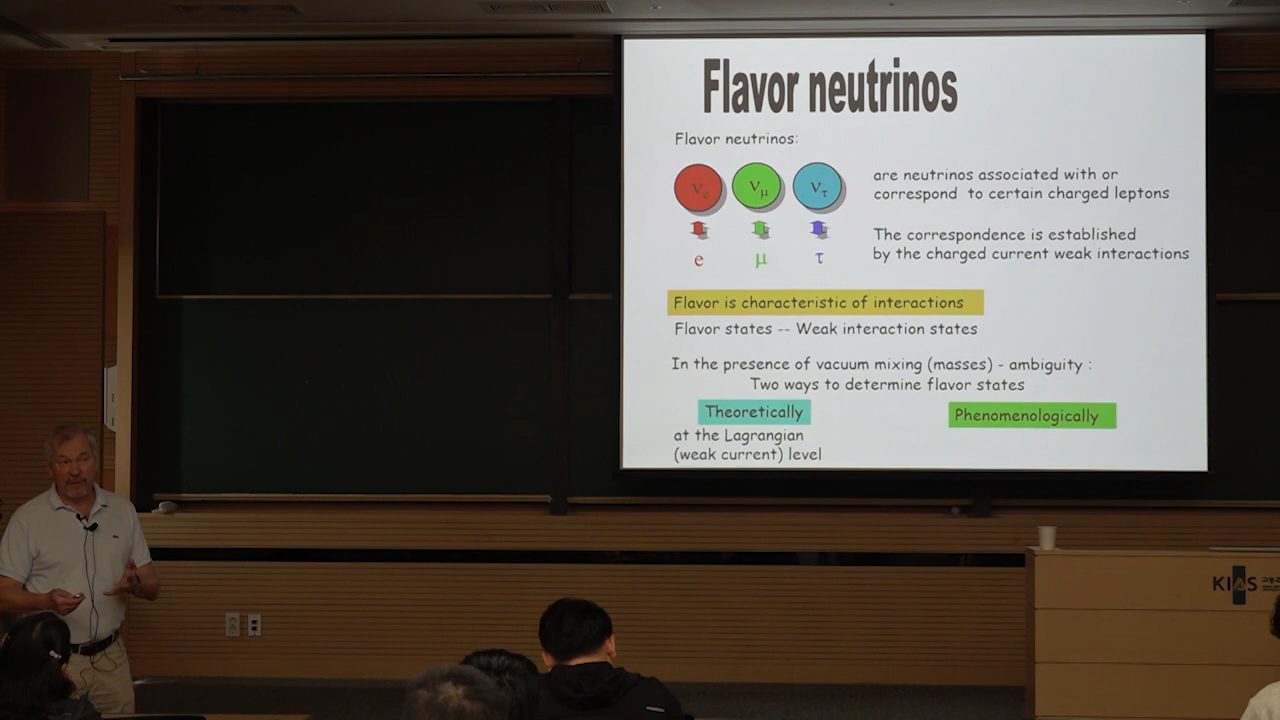 Flavor neutrinos
Flavor neutrinos:
νe νμ ντ
are neutrinos associated with or
correspond to certain charged leptons
e μ τ
The correspondence is established
by the charged current weak interactions
Flavor is characteristic of interactions
Flavor states -- Weak interaction states
In the presence of vacuum mixing (masses) - ambiguity :
Two ways to determine flavor states
Theoretically
Phenomenologically
at the Lagrangian
(weak current) level
KIAS